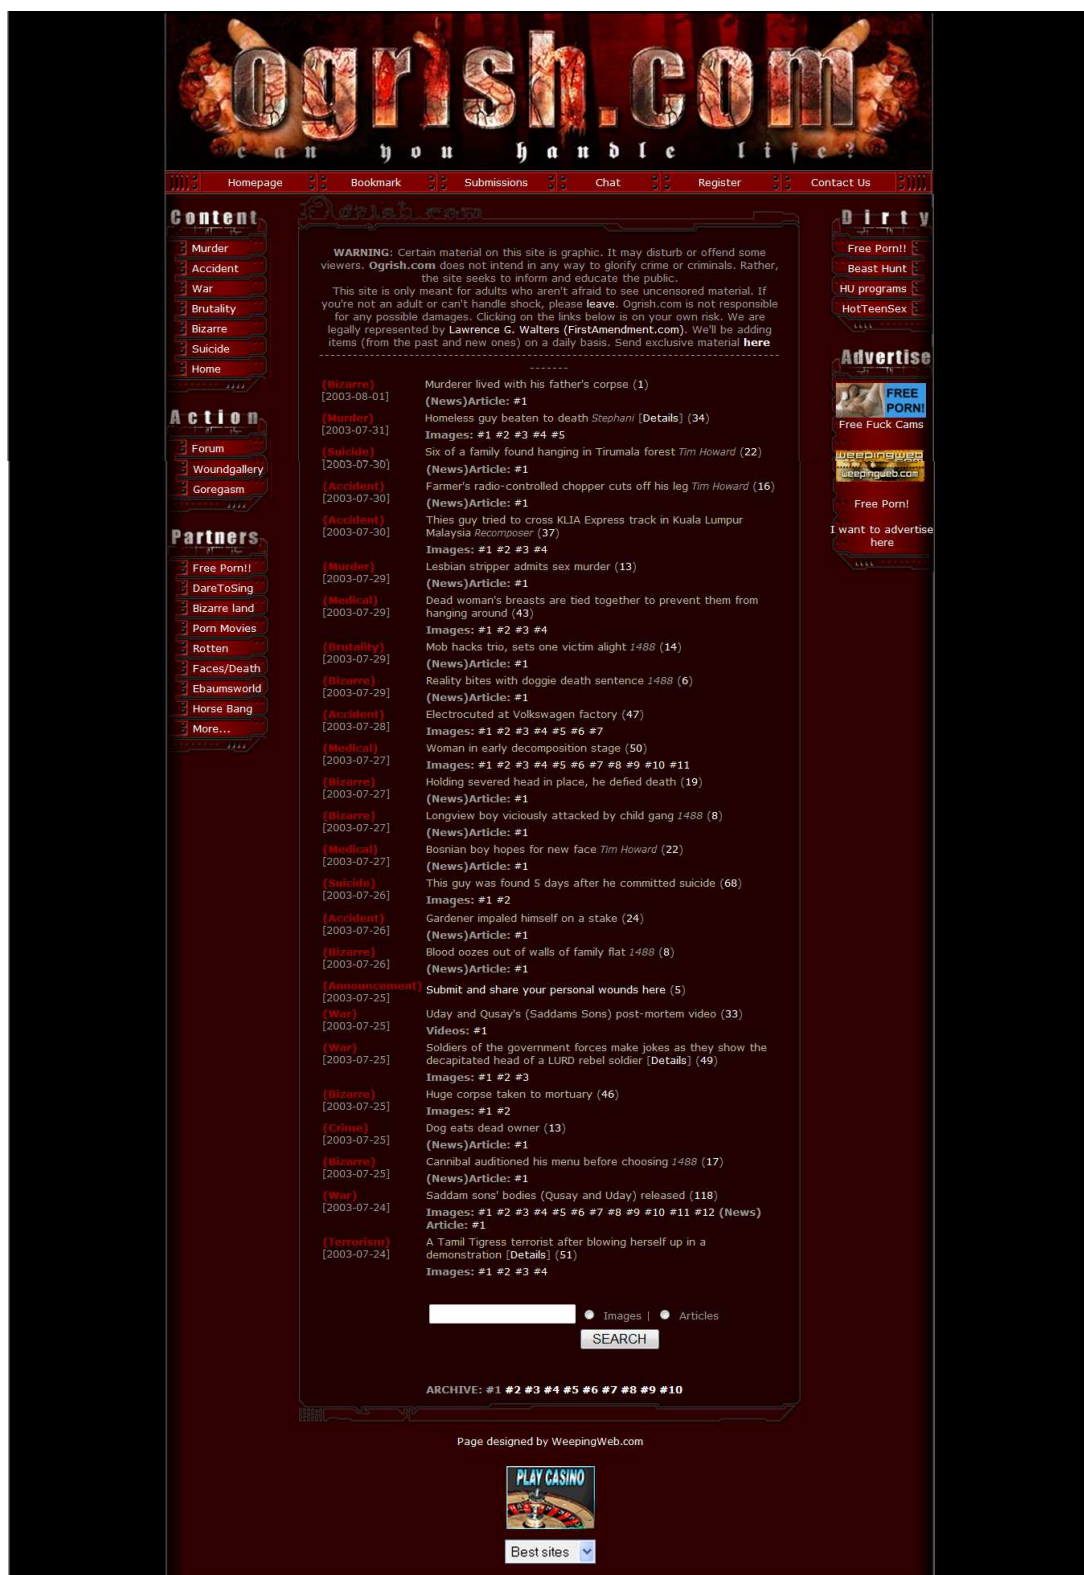 ogrish.com
can you handle life?
Homepage
Bookmark
Submissions
Chat
Register
Contact Us
Content
Murder
Accident
War
Brutality
Bizarre
Suicide
Home
Action
Forum
Woundgallery
Goregasm
Partners
Free Porn!!
DareToSing
Bizarre land
Porn Movies
Rotten
Faces/Death
Ebaumsworld
Horse Bang
More...
Ogrish.com
WARNING: Certain material on this site is graphic. It may disturb or offend some
viewers. Ogrish.com does not intend in any way to glorify crime or criminals. Rather,
the site seeks to inform and educate the public.
This site is only meant for adults who aren't afraid to see uncensored material. If
you're not an adult or can't handle shock, please leave. Ogrish.com is not responsible
for any possible damages. Clicking on the links below is on your own risk. We are
legally represented by Lawrence G. Walters (FirstAmendment.com). We'll be adding
items (from the past and new ones) on a daily basis. Send exclusive material here
(Bizarre) Murderer lived with his father's corpse (1)
[2003-08-01] (News)Article: #1
(Murder) Homeless guy beaten to death Stephani [Details] (34)
[2003-07-31] Images: #1 #2 #3 #4 #5
(Suicide) Six of a family found hanging in Tirumala forest Tim Howard (22)
[2003-07-30] (News)Article: #1
(Accident) Farmer's radio-controlled chopper cuts off his leg Tim Howard (16)
[2003-07-30] (News)Article: #1
(Accident) Thies guy tried to cross KLIA Express track in Kuala Lumpur
[2003-07-30] Malaysia Recomposer (37)
Images: #1 #2 #3 #4
(Murder) Lesbian stripper admits sex murder (13)
[2003-07-29] (News)Article: #1
(Medical) Dead woman's breasts are tied together to prevent them from
[2003-07-29] hanging around (43)
Images: #1 #2 #3 #4
(Brutality) Mob hacks trio, sets one victim alight 1488 (14)
[2003-07-29] (News)Article: #1
(Bizarre) Reality bites with doggie death sentence 1488 (6)
[2003-07-29] (News)Article: #1
(Accident) Electrocuted at Volkswagen factory (47)
[2003-07-28] Images: #1 #2 #3 #4 #5 #6 #7
(Medical) Woman in early decomposition stage (50)
[2003-07-27] Images: #1 #2 #3 #4 #5 #6 #7 #8 #9 #10 #11
(Bizarre) Holding severed head in place, he defied death (19)
[2003-07-27] (News)Article: #1
(Bizarre) Longview boy viciously attacked by child gang 1488 (8)
[2003-07-27] (News)Article: #1
(Medical) Bosnian boy hopes for new face Tim Howard (22)
[2003-07-27] (News)Article: #1
(Suicide) This guy was found 5 days after he committed suicide (68)
[2003-07-26] Images: #1 #2
(Accident) Gardener impaled himself on a stake (24)
[2003-07-26] (News)Article: #1
(Bizarre) Blood oozes out of walls of family flat 1488 (8)
[2003-07-26] (News)Article: #1
(Announcement) Submit and share your personal wounds here (5)
[2003-07-25]
(War) Uday and Qusay's (Saddams Sons) post-mortem video (33)
[2003-07-25] Videos: #1
(War) Soldiers of the government forces make jokes as they show the
[2003-07-25] decapitated head of a LURD rebel soldier [Details] (49)
Images: #1 #2 #3
(Bizarre) Huge corpse taken to mortuary (46)
[2003-07-25] Images: #1 #2
(Crime) Dog eats dead owner (13)
[2003-07-25] (News)Article: #1
(Bizarre) Cannibal auditioned his menu before choosing 1488 (17)
[2003-07-25] (News)Article: #1
(War) Saddam sons' bodies (Qusay and Uday) released (118)
[2003-07-24] Images: #1 #2 #3 #4 #5 #6 #7 #8 #9 #10 #11 #12 (News)
Article: #1
(Terrorism) A Tamil Tigress terrorist after blowing herself up in a
[2003-07-24] demonstration [Details] (51)
Images: #1 #2 #3 #4
Images | Articles
SEARCH
ARCHIVE: #1 #2 #3 #4 #5 #6 #7 #8 #9 #10
Dirty
Free Porn!!
Beast Hunt
HU programs
HotTeenSex
Advertise
FREE
PORN!
Free Fuck Cams
weepingweb
weepingweb.com
Free Porn!
I want to advertise
here
Page designed by WeepingWeb.com
PLAY CASINO
Best sites